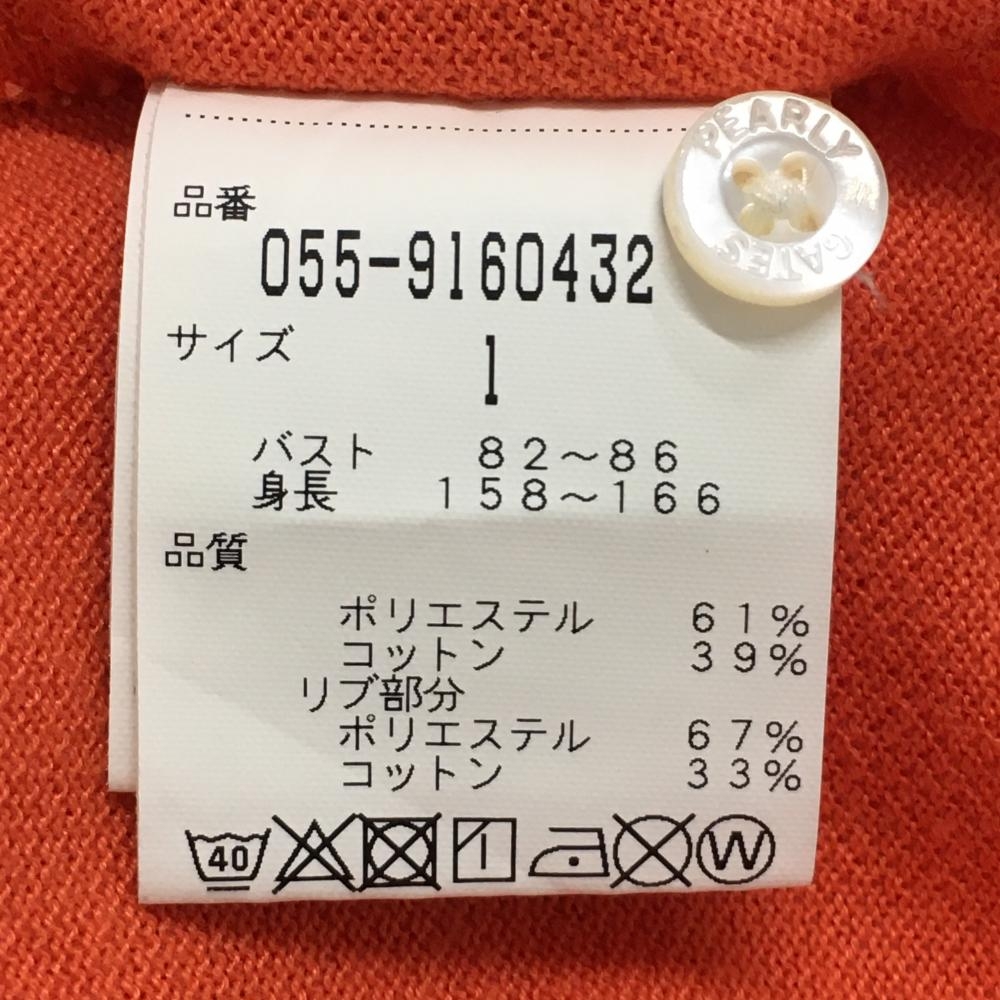 PEARLY
GATES
品番
055-9160432
サイズ
1
バスト 82～86
身長 158～166
品質
ポリエステル 61%
コットン 39%
リブ部分
ポリエステル 67%
コットン 33%
40 W